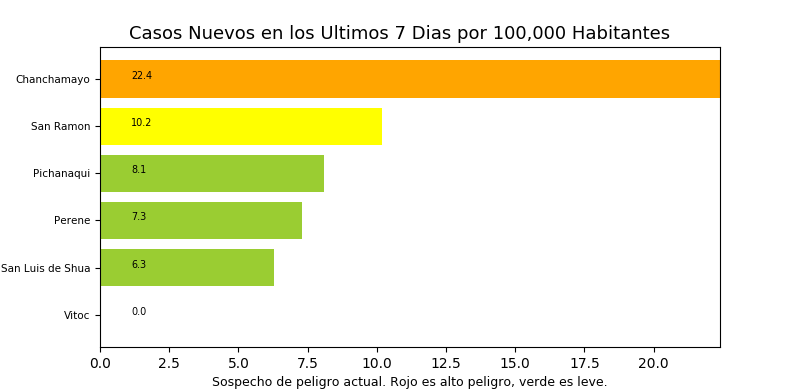 Casos Nuevos en los Ultimos 7 Dias por 100,000 Habitantes
Chanchamayo 22.4
San Ramon 10.2
Pichanaqui 8.1
Perene 7.3
San Luis de Shua 6.3
Vitoc 0.0
0.0 2.5 5.0 7.5 10.0 12.5 15.0 17.5 20.0
Sospecho de peligro actual. Rojo es alto peligro, verde es leve.